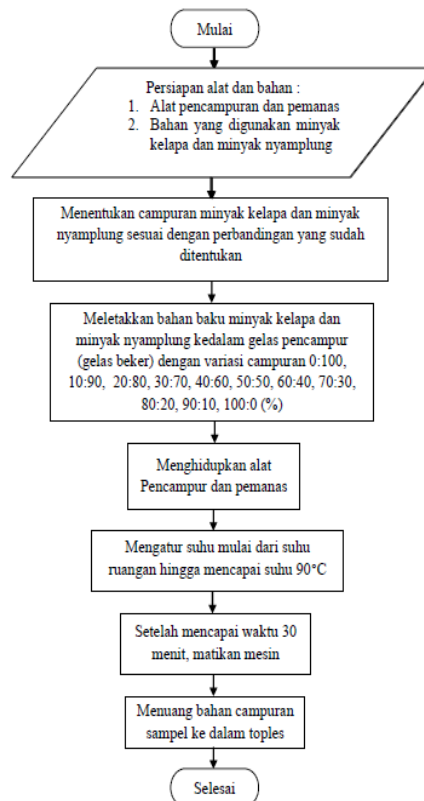 Mulai
Persiapan alat dan bahan :
1. Alat pencampuran dan pemanas
2. Bahan yang digunakan minyak
kelapa dan minyak nyamplung
Menentukan campuran minyak kelapa dan minyak
nyamplung sesuai dengan perbandingan yang sudah
ditentukan
Meletakkan bahan baku minyak kelapa dan
minyak nyamplung kedalam gelas pencampur
(gelas beker) dengan variasi campuran 0:100,
10:90, 20:80, 30:70, 40:60, 50:50, 60:40, 70:30,
80:20, 90:10, 100:0 (%)
Menghidupkan alat
Pencampur dan pemanas
Mengatur suhu mulai dari suhu
ruangan hingga mencapai suhu 90°C
Setelah mencapai waktu 30
menit, matikan mesin
Menuang bahan campuran
sampel ke dalam toples
Selesai